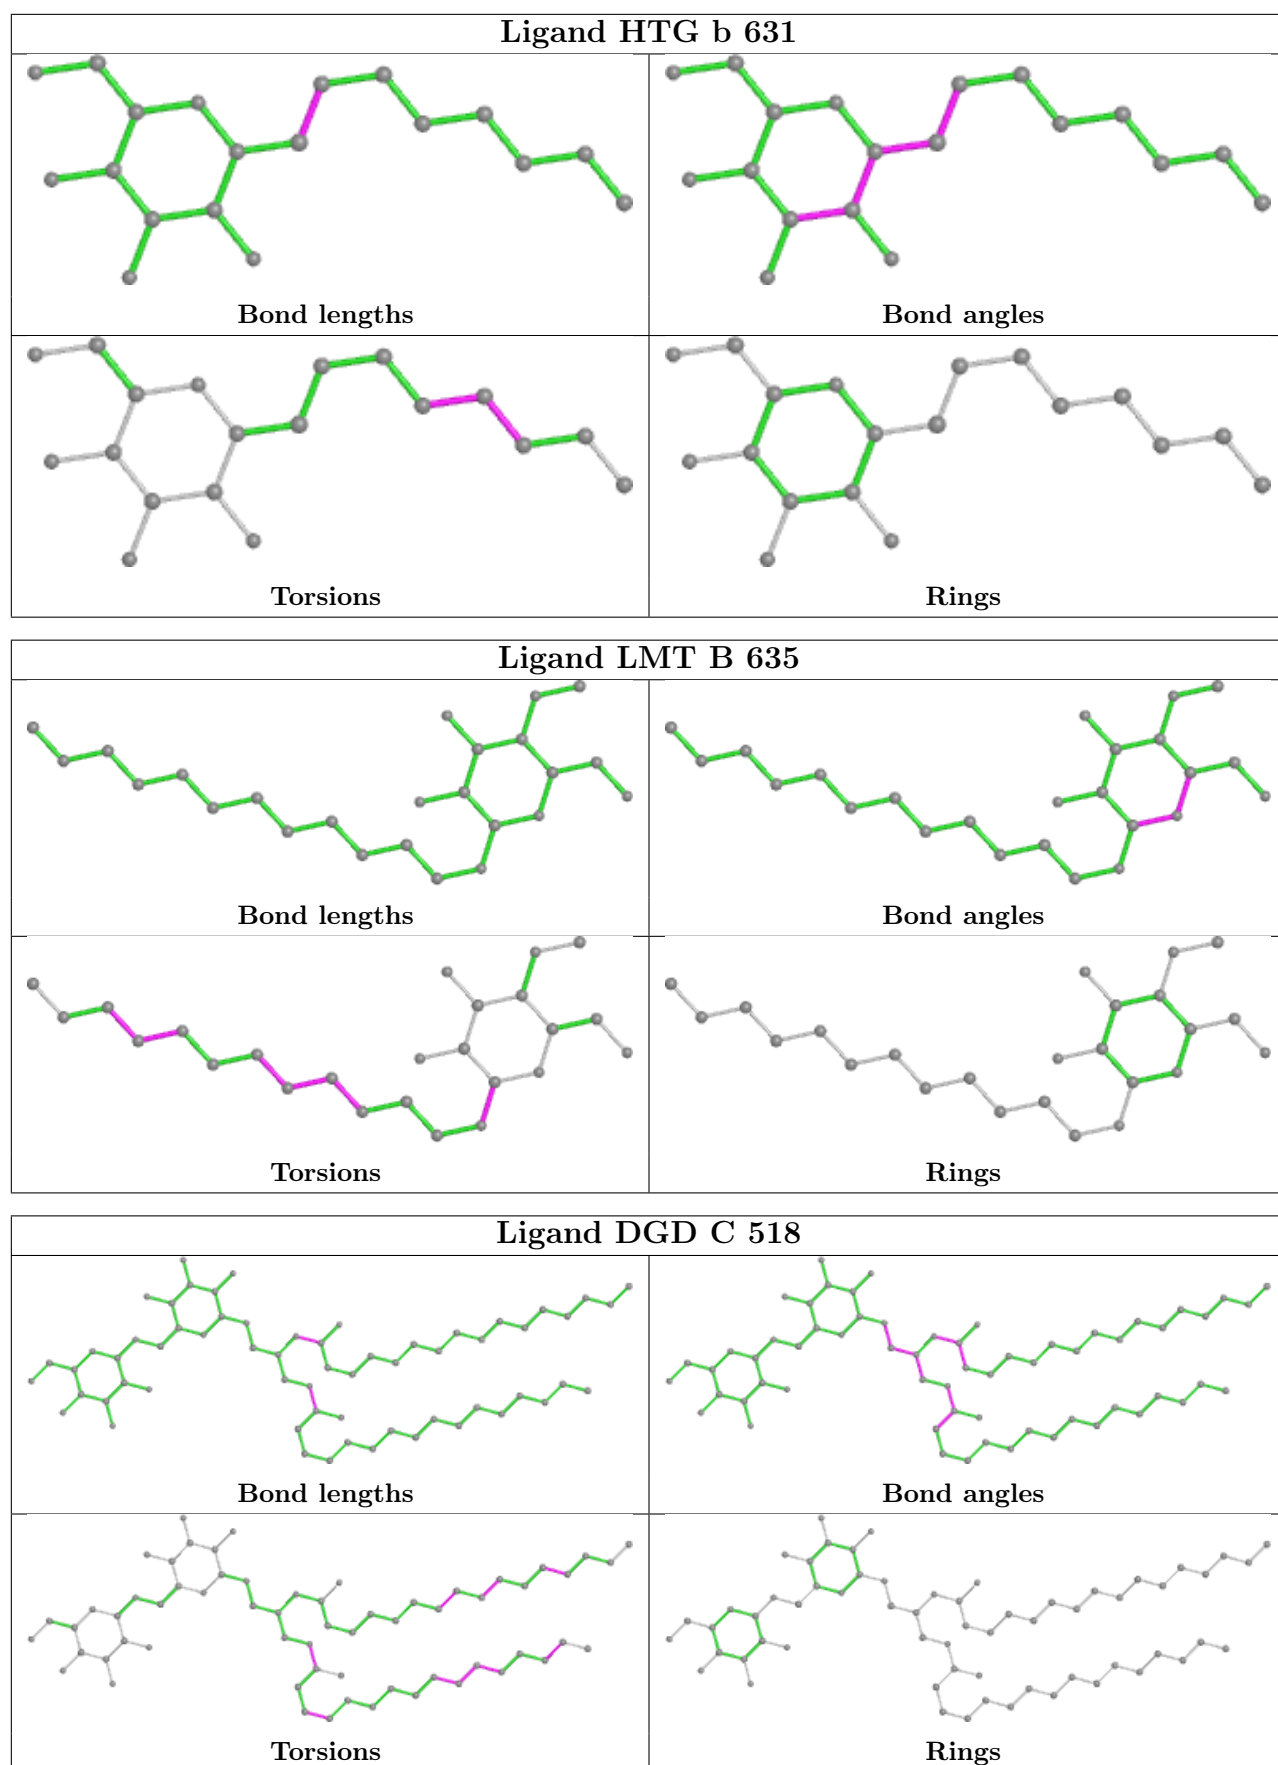 Ligand HTG b 631
Bond lengths
Bond angles
Torsions
Rings
Ligand LMT B 635
Bond lengths
Bond angles
Torsions
Rings
Ligand DGD C 518
Bond lengths
Bond angles
Torsions
Rings